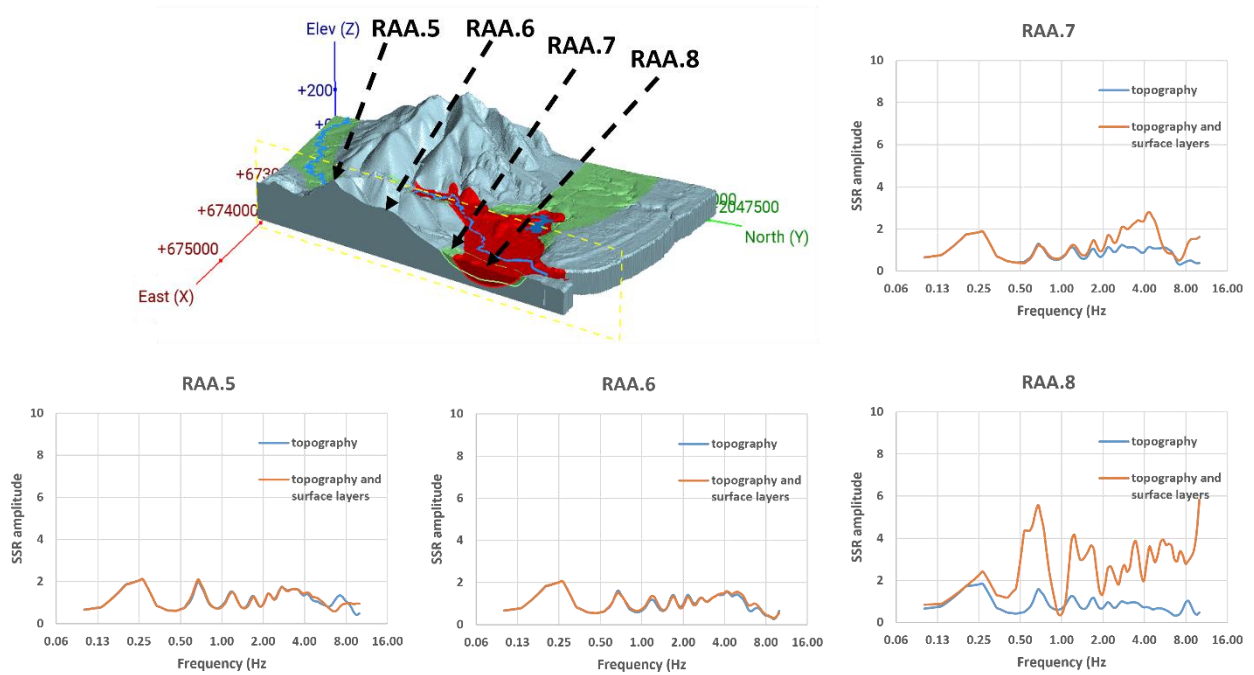 Elev (Z)
RAA.5
RAA.6
RAA.7
RAA.8
+200
+673
+674000
+675000
East (X)
2047500
North (Y)
RAA.7
SSR amplitude
10
8
6
4
2
0
topography
topography and
surface layers
0.06 0.13 0.25 0.50 1.00 2.00 4.00 8.00 16.00
Frequency (Hz
RAA.5
SSR amplitude
10
8
6
4
2
0
topography
topography and
surface layers
0.06 0.13 0.25 0.50 1.00 2.00 4.00 8.00 16.00
Frequency (Hz
RAA.6
SSR amplitude
10
8
6
4
2
0
topography
topography and
surface layers
0.06 0.13 0.25 0.50 1.00 2.00 4.00 8.00 16.00
Frequency (Hz
RAA.8
SSR amplitude
10
8
6
4
2
0
topography
topography and
surface layers
0.06 0.13 0.25 0.50 1.00 2.00 4.00 8.00 16.00
Frequency (Hz